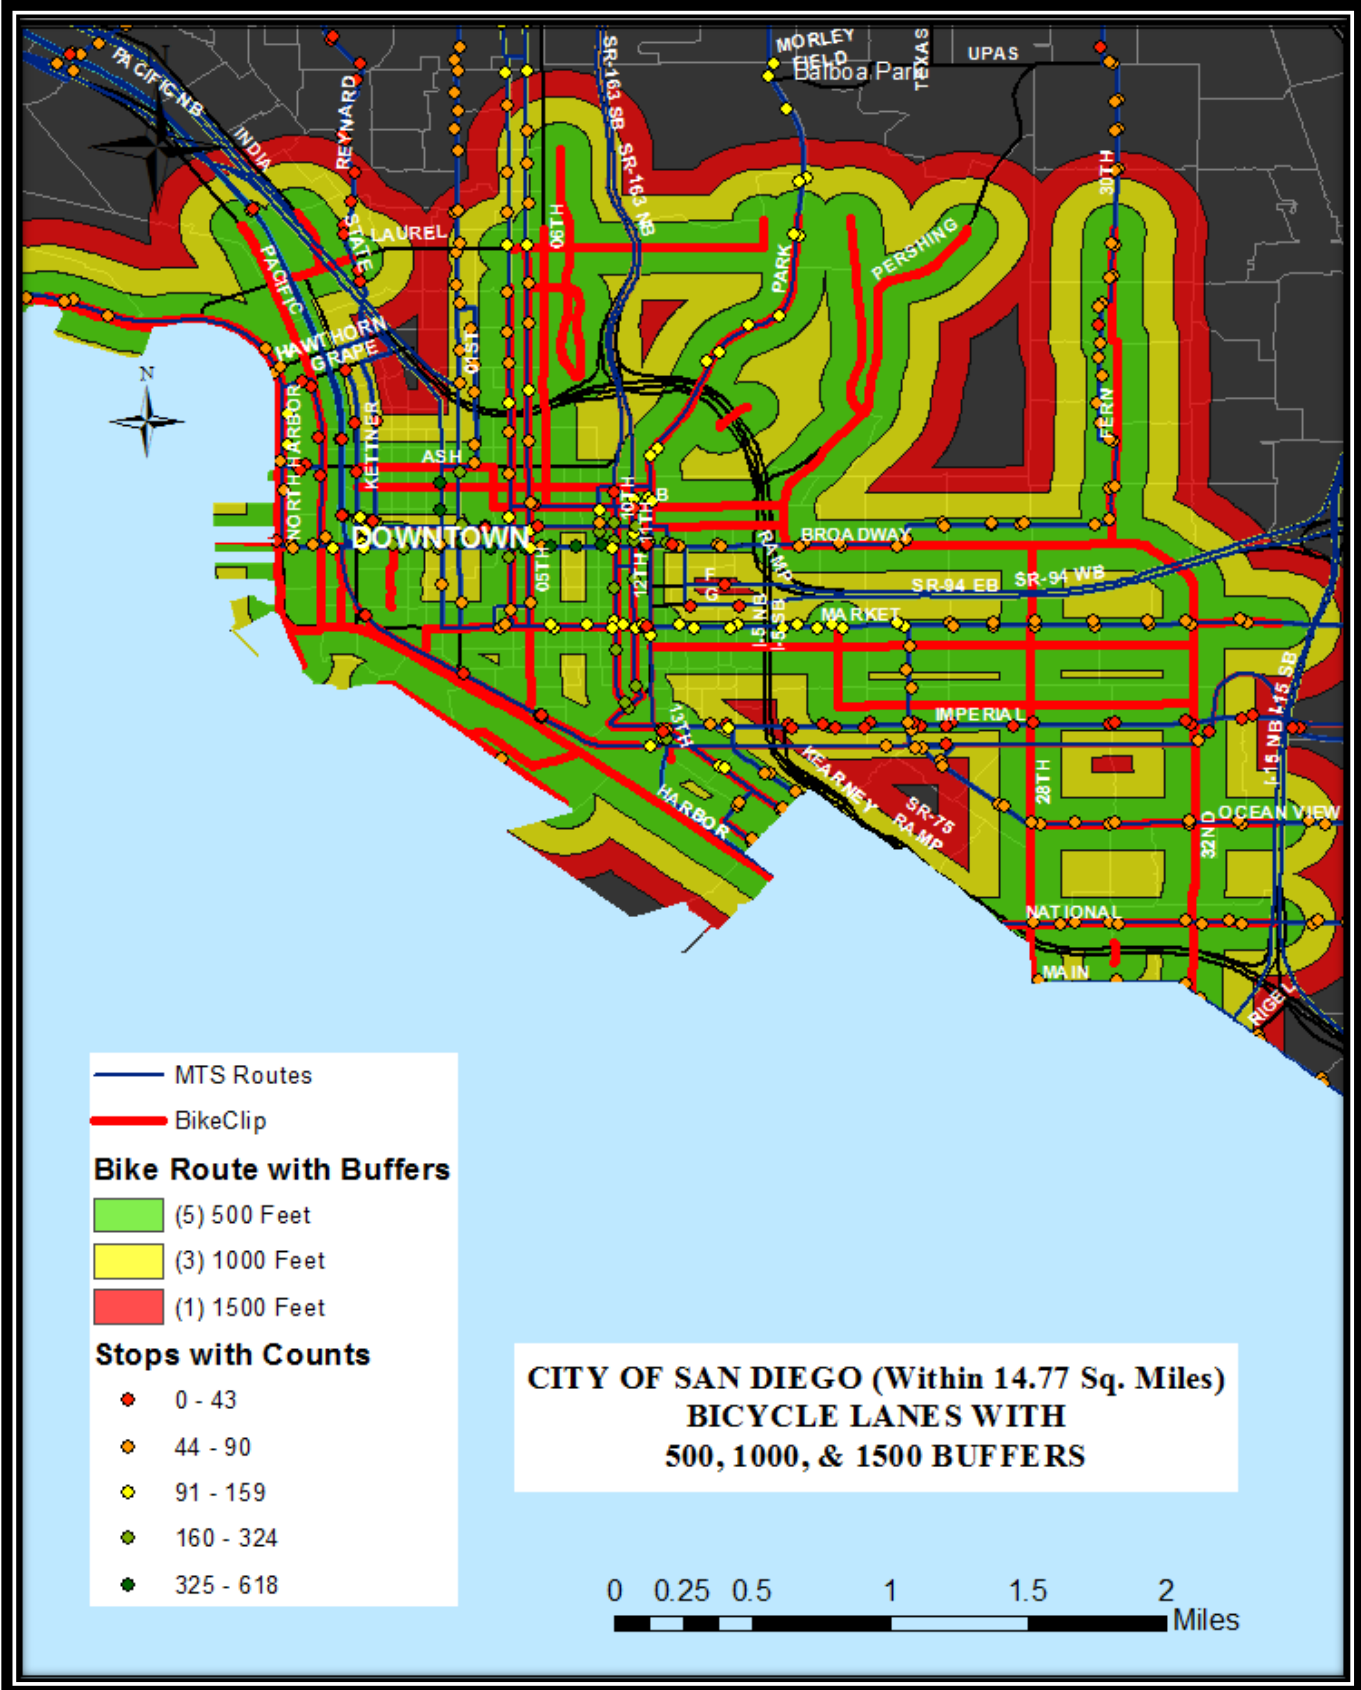 MORLEY
FIELD
Balboa Park
TEXAS
UPAS
PACIFIC NB
INDIA
REYNARD
SR-163 SB
SR-163 NB
30TH
STATE
LAUREL
06TH
PACIFIC
PARK
PERSHING
HAWTHORN
GRAPE
01ST
NORTH HARBOR
KETTNER
ASH
FERN
10TH
B
11TH
DOWNTOWN
BROADWAY
RAMP
05TH
12TH
F
G
SR-94 EB
SR-94 WB
MARKET
I-5 NB
I-5 SB
I-15 SB
I-15 NB
13TH
IMPERIAL
KEARNEY
28TH
HARBOR
SR-75
RAMP
32ND
OCEAN VIEW
NATIONAL
MAIN
RIGEL
N
MTS Routes
BikeClip
Bike Route with Buffers
(5) 500 Feet
(3) 1000 Feet
(1) 1500 Feet
Stops with Counts
0 - 43
44 - 90
91 - 159
160 - 324
325 - 618
CITY OF SAN DIEGO (Within 14.77 Sq. Miles)
BICYCLE LANES WITH
500, 1000, & 1500 BUFFERS
0 0.25 0.5 1 1.5 2
Miles